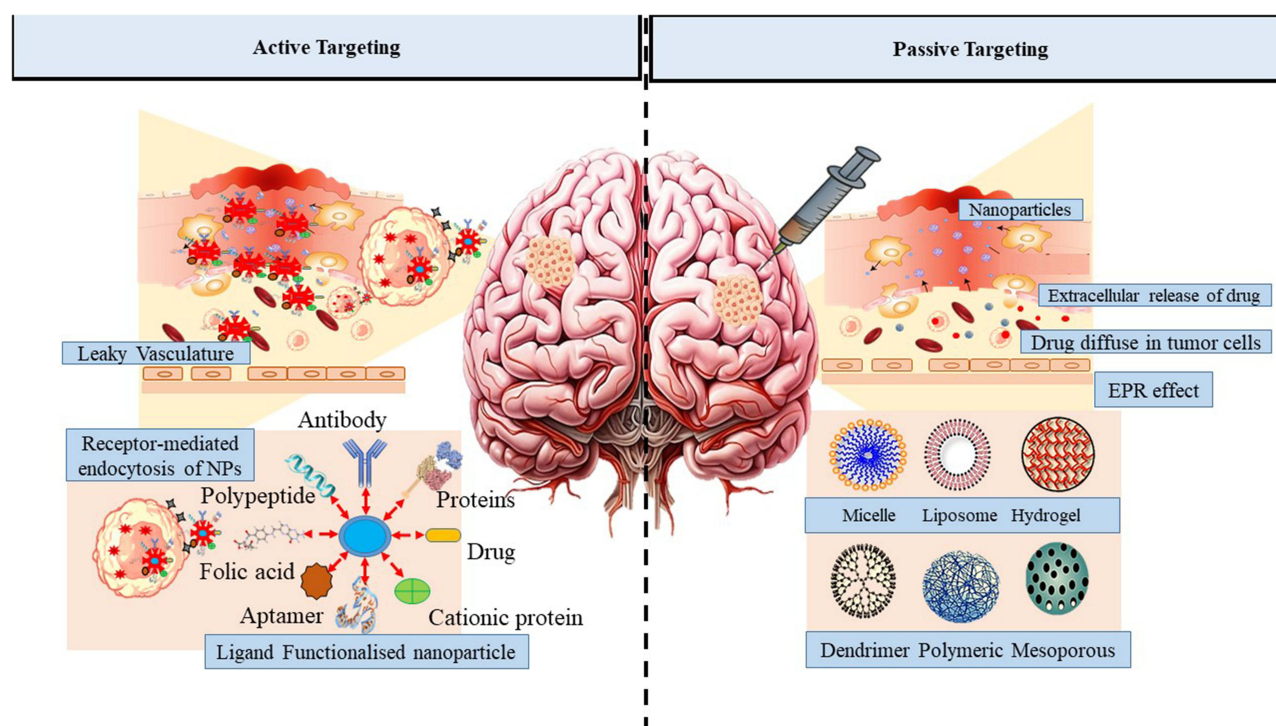 Active Targeting
Passive Targeting
Leaky Vasculature
Receptor-mediated
endocytosis of NPs
Antibody
Polypeptide
Proteins
Drug
Folic acid
Aptamer
Cationic protein
Ligand Functionalised nanoparticle
Nanoparticles
Extracellular release of drug
Drug diffuse in tumor cells
EPR effect
Micelle Liposome Hydrogel
Dendrimer Polymeric Mesoporous